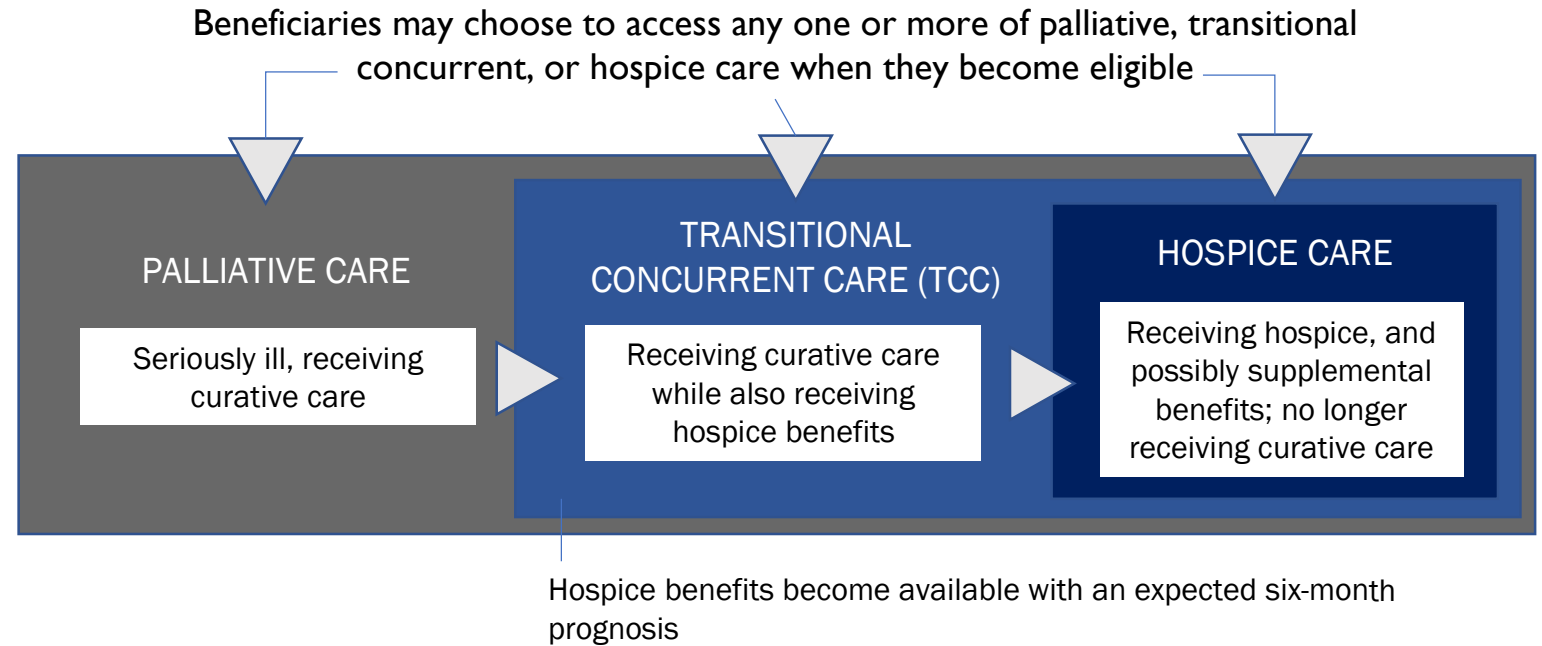 Beneficiaries may choose to access any one or more of palliative, transitional
concurrent, or hospice care when they become eligible
PALLIATIVE CARE
Seriously ill, receiving
curative care
TRANSITIONAL
CONCURRENT CARE (TCC)
Receiving curative care
while also receiving
hospice benefits
HOSPICE CARE
Receiving hospice, and
possibly supplemental
benefits; no longer
receiving curative care
Hospice benefits become available with an expected six-month
prognosis